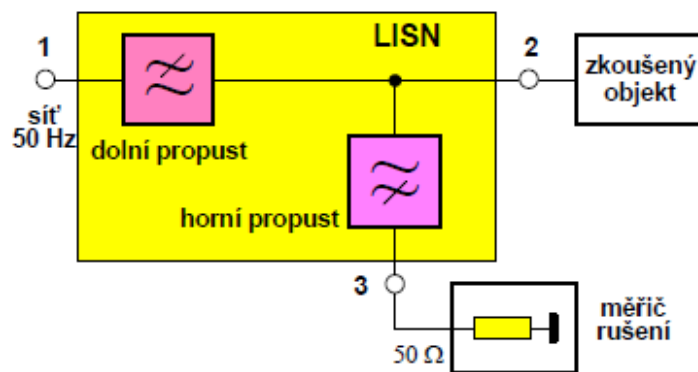 LISN
1
2
síť
50 Hz
dolní propust
zkoušený
objekt
horní propust
3
50 Ω
měřič
rušení